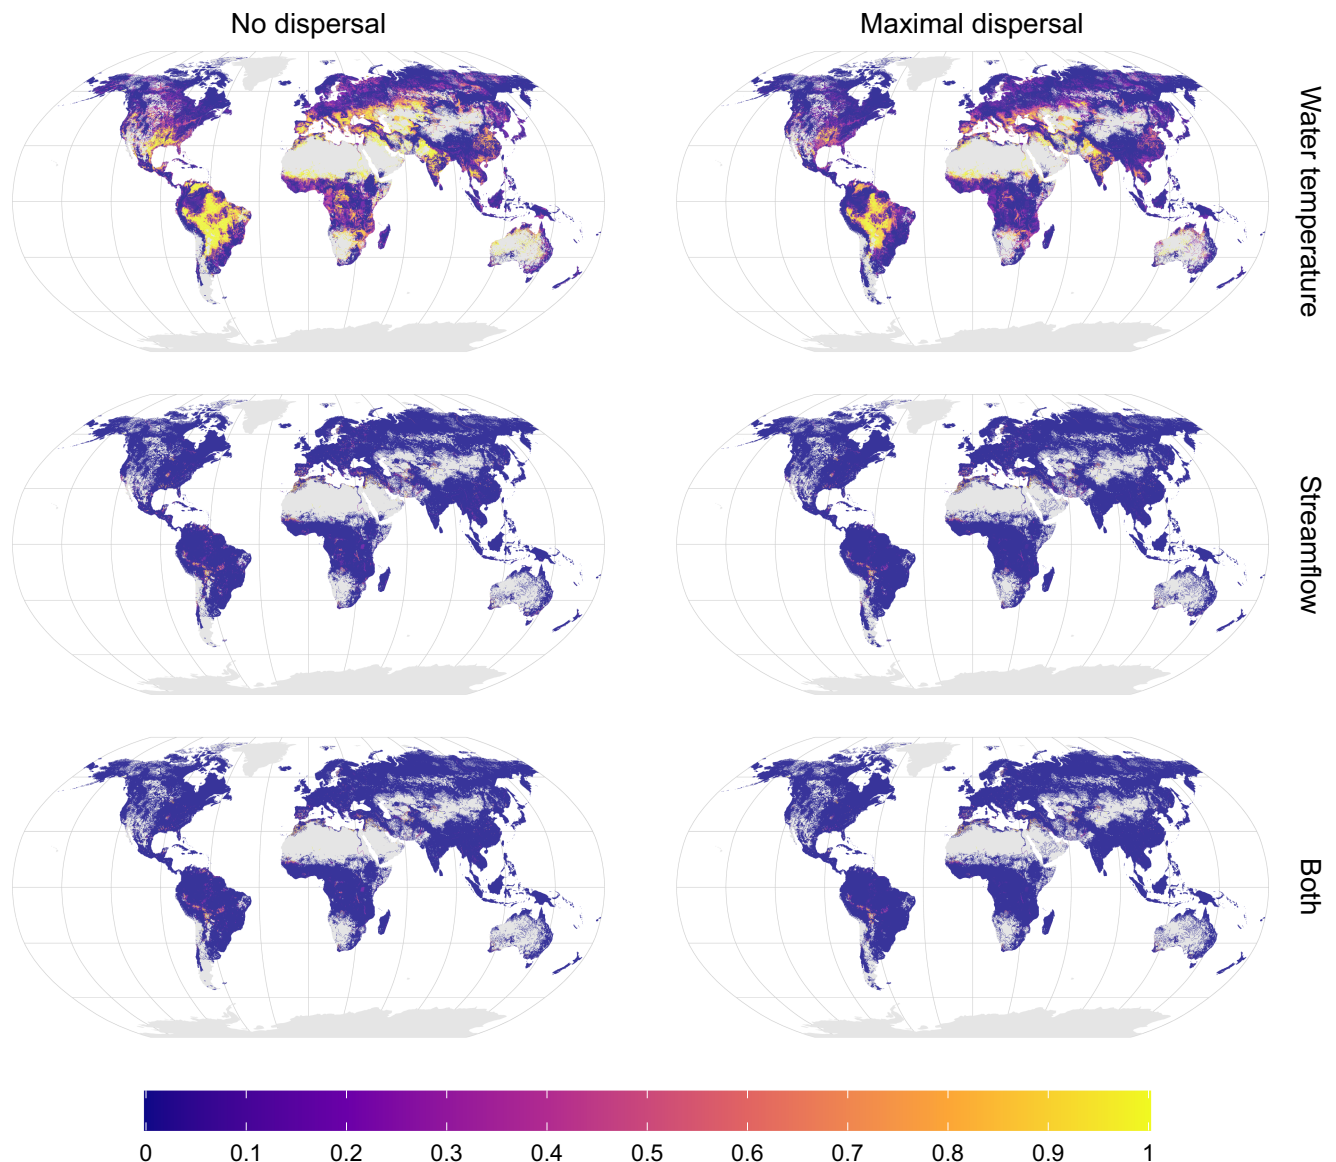 No dispersal
Maximal dispersal
Water temperature
Streamflow
Both
0 0.1 0.2 0.3 0.4 0.5 0.6 0.7 0.8 0.9 1